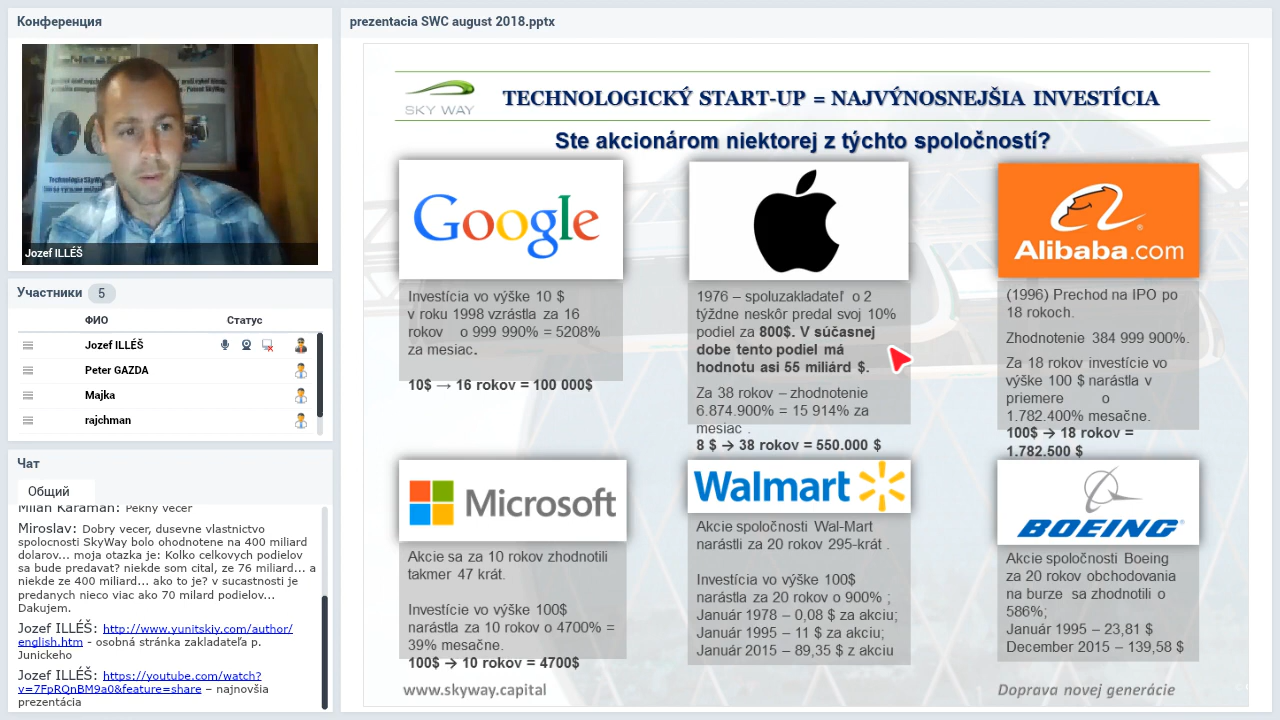 Конференция
Jozef ILLÉŠ
Участники 5
ФИО Статус
Jozef ILLÉŠ
Peter GAZDA
Majka
rajchman
Чат
Общий
Milan Karaman: Pekny vecer
Miroslav: Dobry vecer, dusevne vlastnictvo
spolocnosti SkyWay bolo ohodnotene na 400 miliard
dolarov... moja otazka je: Kolko celkovych podielov
sa bude predavat? niekde som cital, ze 76 miliard... a
niekde ze 400 miliard... ako to je? v sucastnosti je
predanych nieco viac ako 70 milard podielov...
Dakujem.
Jozef ILLÉŠ: http://www.yunitskiy.com/author/
english.htm - osobná stránka zakladateľa p.
Junickeho
Jozef ILLÉŠ: https://youtube.com/watch?
v=7FpRQnBM9a0&feature=share – najnovšia
prezentácia
prezentacia SWC august 2018.pptx
SKY WAY
TECHNOLOGICKÝ START-UP = NAJVÝNOSNEJŠIA INVESTÍCIA
Ste akcionárom niektorej z týchto spoločností?
Google
Investícia vo výške 10 $
v roku 1998 vzrástla za 16
rokov o 999 990% = 5208%
za mesiac.
10$ → 16 rokov = 100 000$
1976 – spoluzakladateľ o 2
týždne neskôr predal svoj 10%
podiel za 800$. V súčasnej
dobe tento podiel má
hodnotu asi 55 miliárd $.
Za 38 rokov – zhodnotenie
6.874.900% = 15 914% za
mesiac .
8 $ → 38 rokov = 550.000 $
Alibaba.com
(1996) Prechod na IPO po
18 rokoch.
Zhodnotenie 384 999 900%.
Za 18 rokov investície vo
výške 100 $ narástla v
priemere o
1.782.400% mesačne.
100$ → 18 rokov =
1.782.500 $
Microsoft
Akcie sa za 10 rokov zhodnotili
takmer 47 krát.
Investície vo výške 100$
narástla za 10 rokov o 4700% =
39% mesačne.
100$ → 10 rokov = 4700$
Walmart
Akcie spoločnosti Wal-Mart
narástli za 20 rokov 295-krát .
Investícia vo výške 100$
narástla za 20 rokov o 900% ;
Január 1978 – 0,08 $ za akciu;
Január 1995 – 11 $ za akciu;
Január 2015 – 89,35 $ z akciu
BOEING
Akcie spoločnosti Boeing
za 20 rokov obchodovania
na burze sa zhodnotili o
586%;
Január 1995 – 23,81 $
December 2015 – 139,58 $
www.skyway.capital
Doprava novej generácie